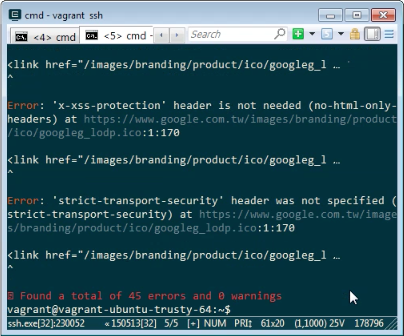 cmd - vagrant ssh
<4> cmd
<5> cmd -
Search
<link href="/images/branding/product/ico/googleg_l …
^
Error: 'x-xss-protection' header is not needed (no-html-only-
headers) at https://www.google.com.tw/images/branding/product
/ico/googleg_lodp.ico:1:170
<link href="/images/branding/product/ico/googleg_l …
^
Error: 'strict-transport-security' header was not specified (
strict-transport-security) at https://www.google.com.tw/image
s/branding/product/ico/googleg_lodp.ico:1:170
<link href="/images/branding/product/ico/googleg_l …
^
Found a total of 45 errors and 0 warnings
vagrant@vagrant-ubuntu-trusty-64:~$
ssh.exe[32]:230052 «150513[32] 5/5 [+] NUM PRI↕ 61x20 (1,1000) 25V 178796